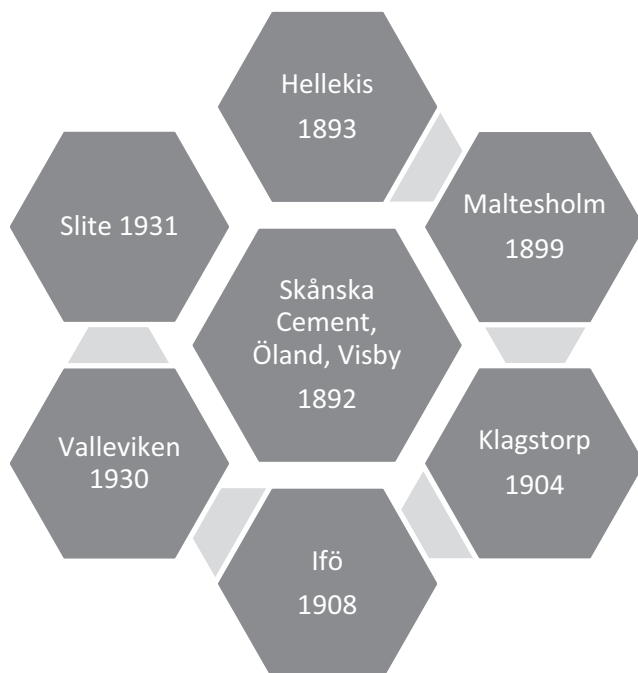 Hellekis
1893
Maltesholm
1899
Slite 1931
Skånska
Cement,
Öland, Visby
1892
Klagstorp
1904
Valleviken
1930
Ifö
1908